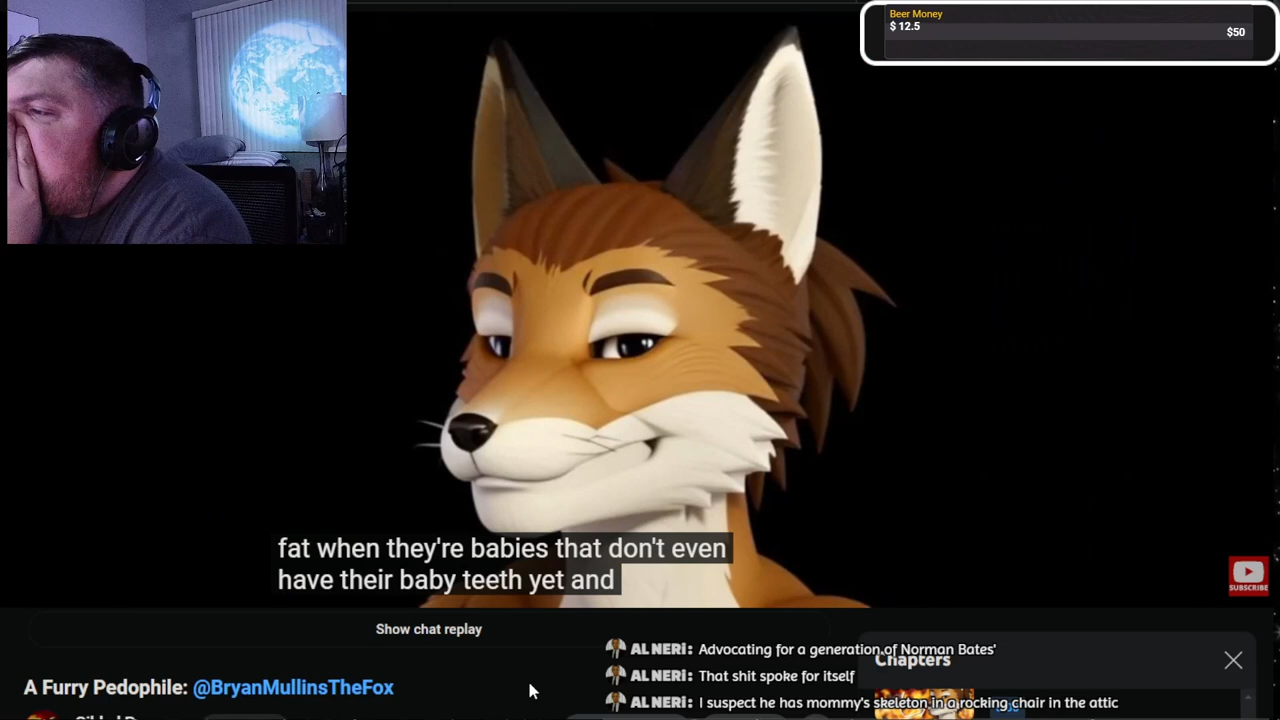 Beer Money
$ 12.5
$50
fat when they're babies that don't even
have their baby teeth yet and
SUBSCRIBE
Show chat replay
AL NERI: Advocating for a generation of Norman Bates'
Chapters
AL NERI: That shit spoke for itself
A Furry Pedophile: @BryanMullinsTheFox
AL NERI: I suspect he has mommy's skeleton in a rocking chair in the attic